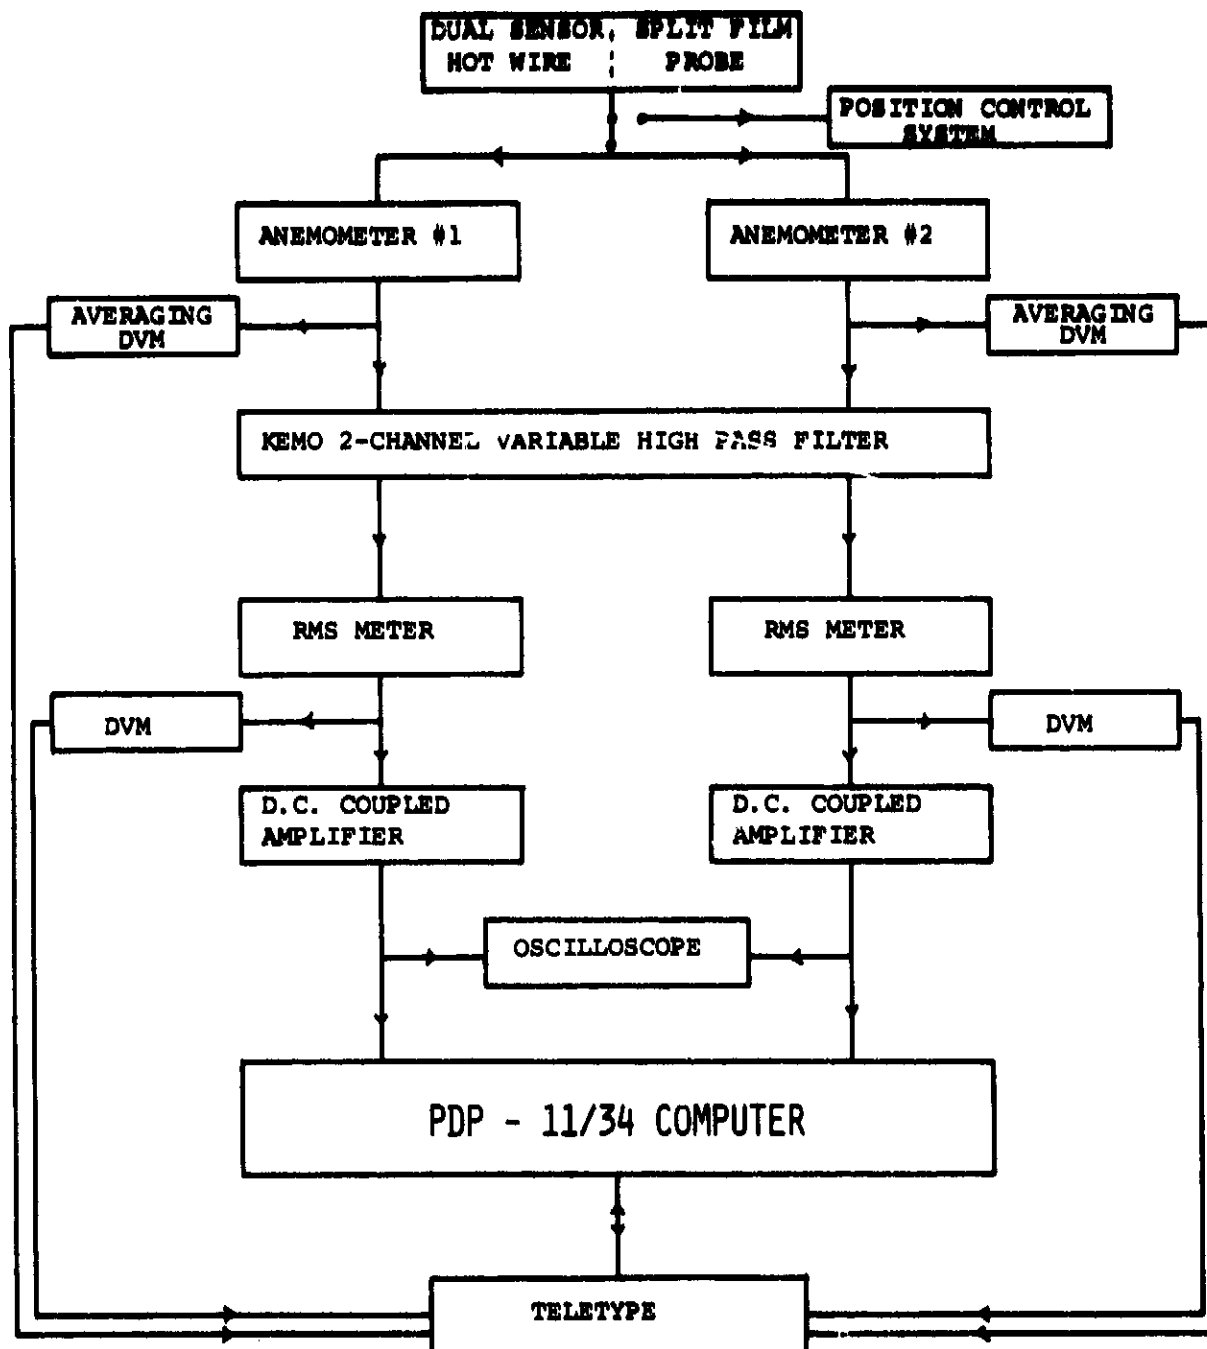 DUAL SENSOR, SPLIT FILM
HOT WIRE PROBE
POSITION CONTROL
SYSTEM
ANEMOMETER #1
ANEMOMETER #2
AVERAGING
DVM
AVERAGING
DVM
KEMO 2-CHANNEL VARIABLE HIGH PASS FILTER
RMS METER
RMS METER
DVM
DVM
D.C. COUPLED
AMPLIFIER
D.C. COUPLED
AMPLIFIER
OSCILLOSCOPE
PDP - 11/34 COMPUTER
TELETYPE